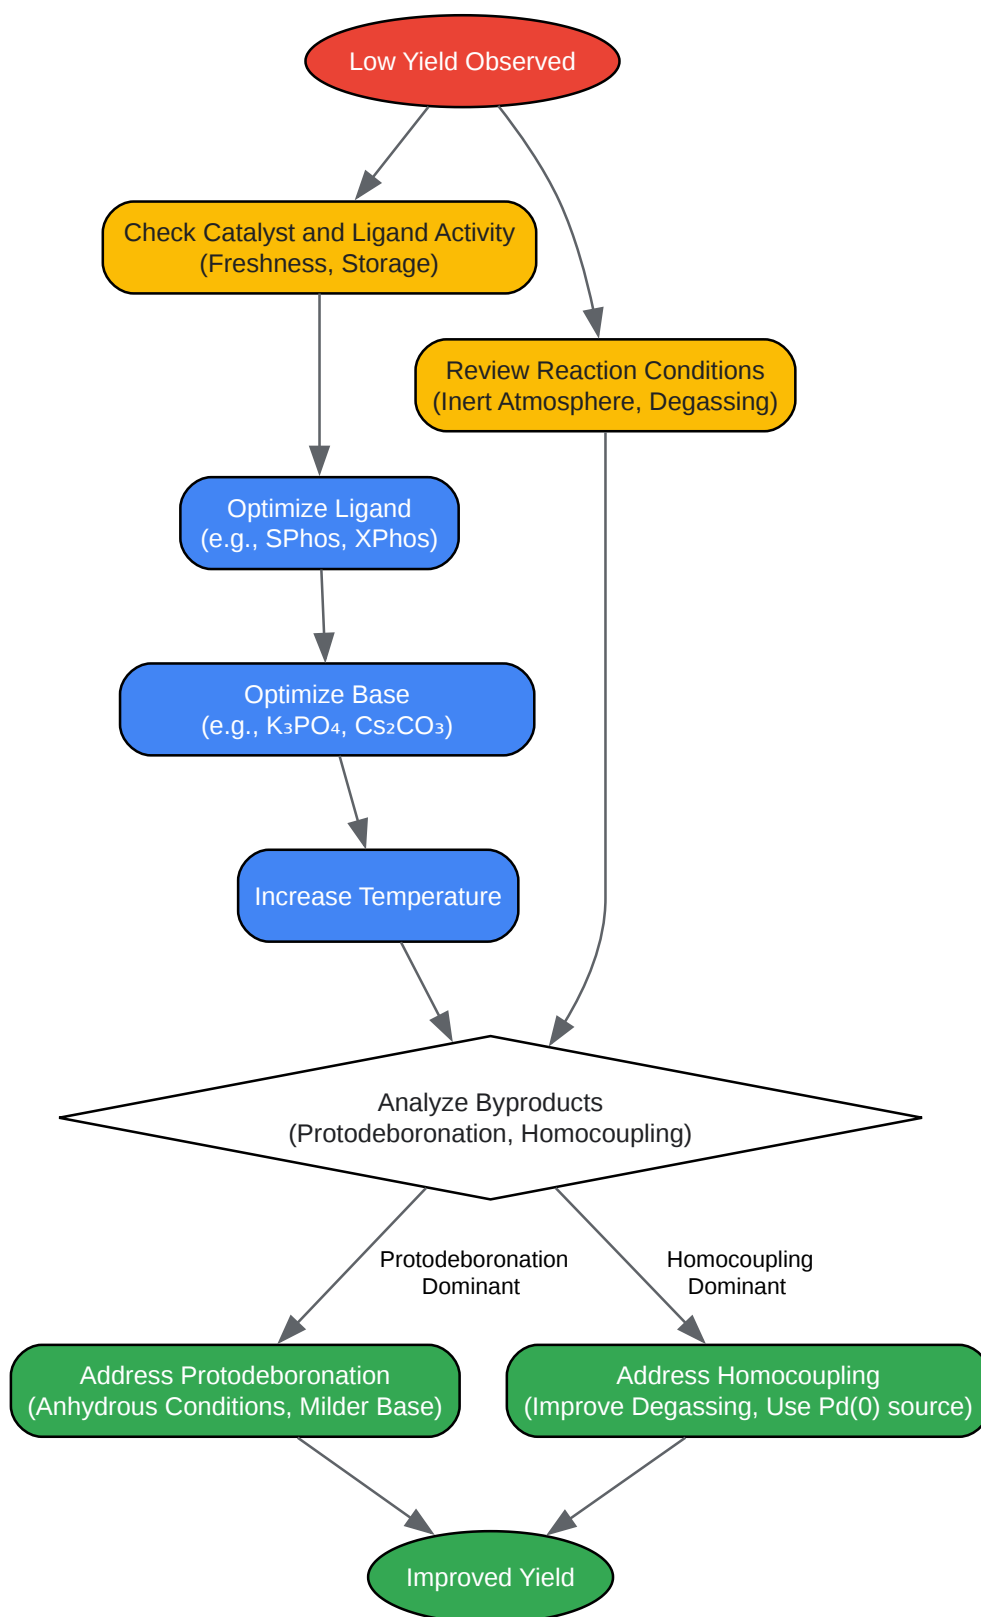 Low Yield Observed
Check Catalyst and Ligand Activity
(Freshness, Storage)
Review Reaction Conditions
(Inert Atmosphere, Degassing)
Optimize Ligand
(e.g., SPhos, XPhos)
Optimize Base
(e.g., K₃PO₄, Cs₂CO₃)
Increase Temperature
Analyze Byproducts
(Protodeboronation, Homocoupling)
Protodeboronation
Dominant
Homocoupling
Dominant
Address Protodeboronation
(Anhydrous Conditions, Milder Base)
Address Homocoupling
(Improve Degassing, Use Pd(0) source)
Improved Yield